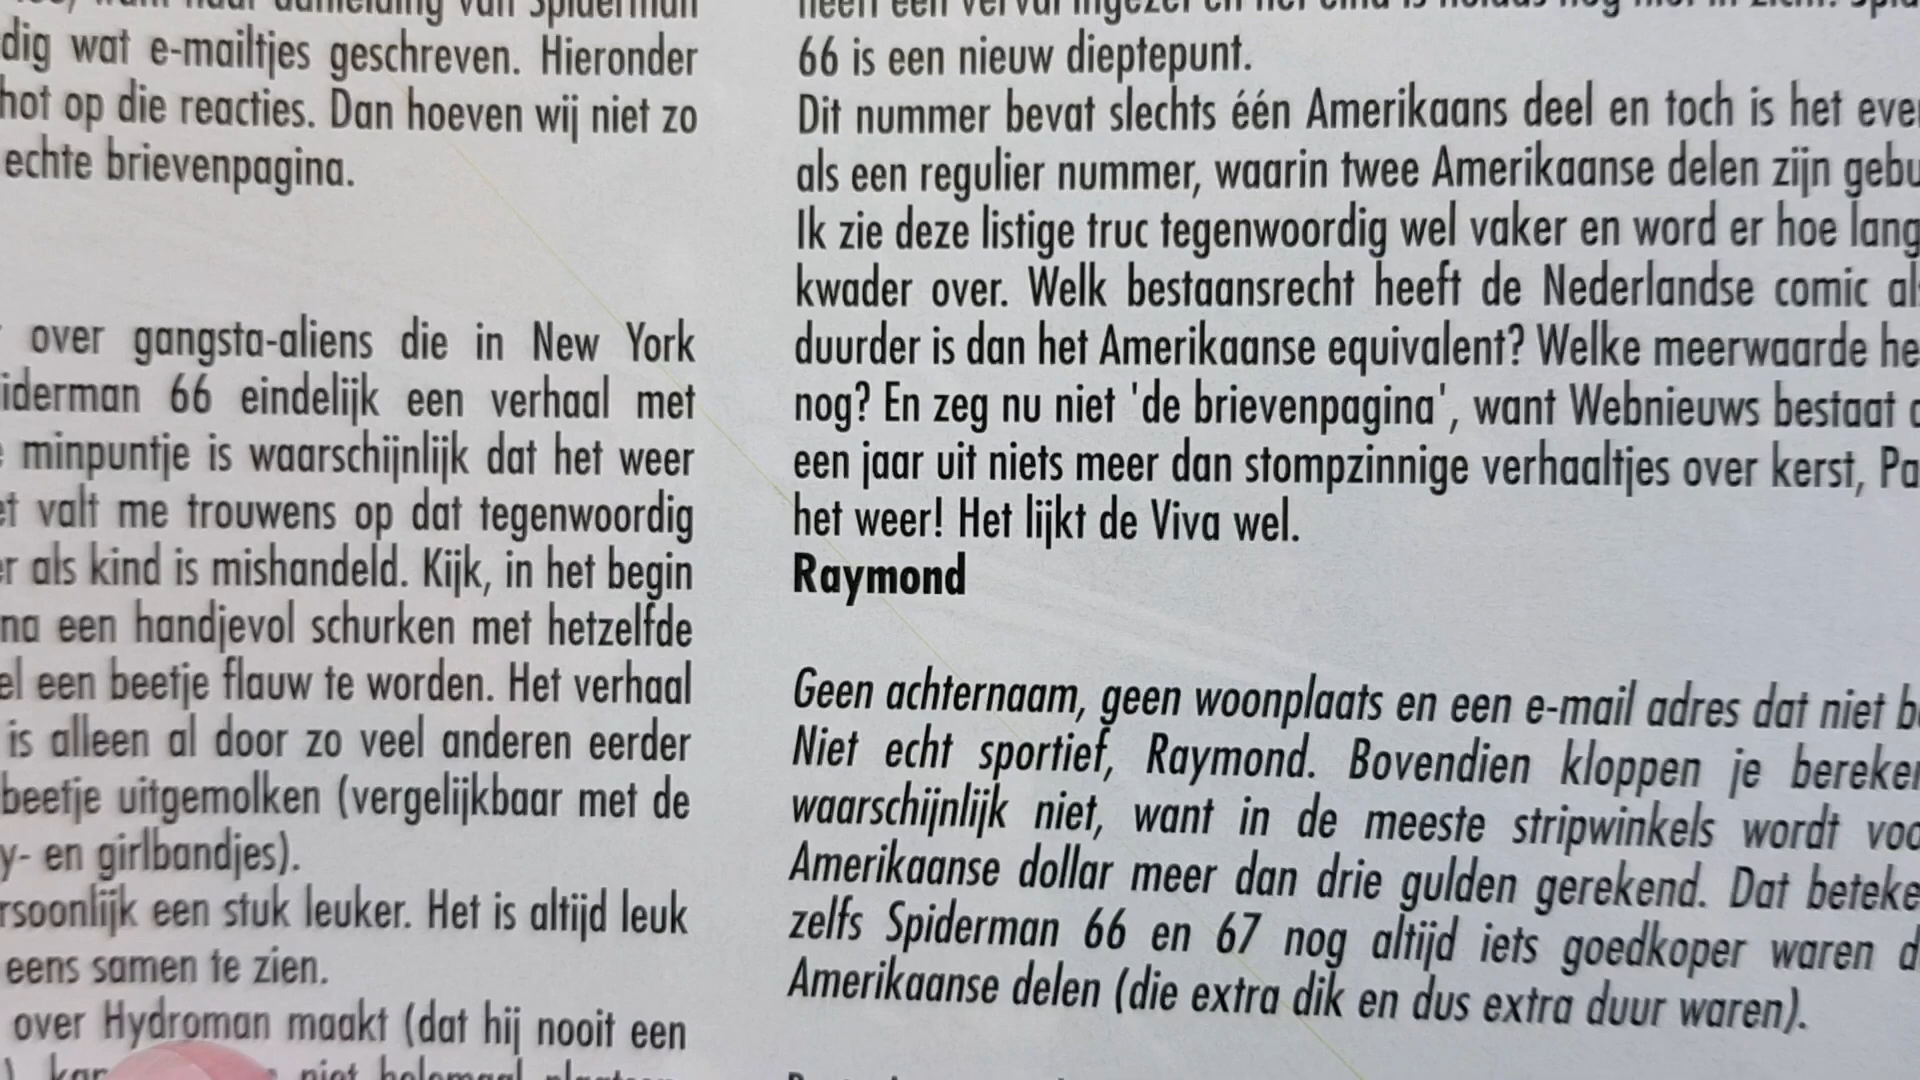 dig wat e-mailtjes geschreven. Hieronder
hot op die reacties. Dan hoeven wij niet zo
echte brievenpagina.
over gangsta-aliens die in New York
iderman 66 eindelijk een verhaal met
minpuntje is waarschijnlijk dat het weer
et valt me trouwens op dat tegenwoordig
er als kind is mishandeld. Kijk, in het begin
na een handjevol schurken met hetzelfde
el een beetje flauw te worden. Het verhaal
is alleen al door zo veel anderen eerder
beetje uitgemolken (vergelijkbaar met de
y- en girlbandjes).
rsoonlijk een stuk leuker. Het is altijd leuk
eens samen te zien.
over Hydroman maakt (dat hij nooit een
66 is een nieuw dieptepunt.
Dit nummer bevat slechts één Amerikaans deel en toch is het eve
als een regulier nummer, waarin twee Amerikaanse delen zijn gebu
Ik zie deze listige truc tegenwoordig wel vaker en word er hoe lang
kwader over. Welk bestaansrecht heeft de Nederlandse comic al
duurder is dan het Amerikaanse equivalent? Welke meerwaarde he
nog? En zeg nu niet 'de brievenpagina', want Webnieuws bestaat
een jaar uit niets meer dan stompzinnige verhaaltjes over kerst, Pa
het weer! Het lijkt de Viva wel.
Raymond
Geen achternaam, geen woonplaats en een e-mail adres dat niet b
Niet echt sportief, Raymond. Bovendien kloppen je bereke
waarschijnlijk niet, want in de meeste stripwinkels wordt voo
Amerikaanse dollar meer dan drie gulden gerekend. Dat beteke
zelfs Spiderman 66 en 67 nog altijd iets goedkoper waren d
Amerikaanse delen (die extra dik en dus extra duur waren).